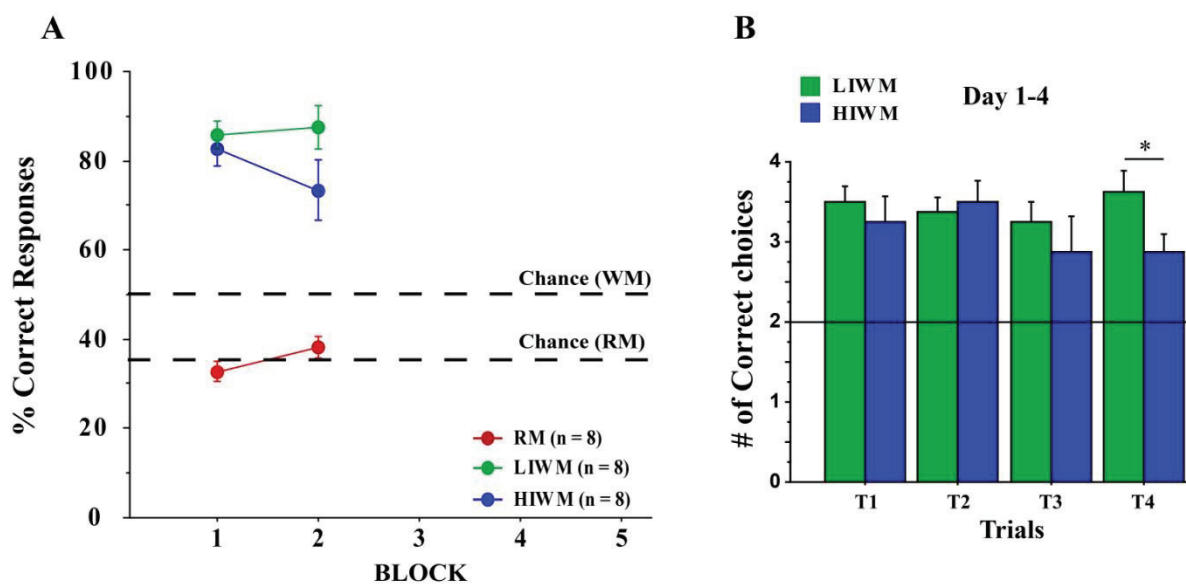 A
% Correct Responses
100
80
60
40
20
0
Chance (WM)
Chance (RM)
RM (n = 8)
LIWM (n = 8)
HIWM (n = 8)
1 2 3 4 5
BLOCK
B
LIWM
HIWM
Day 1-4
# of Correct choices
4
3
2
1
0
*
T1 T2 T3 T4
Trials